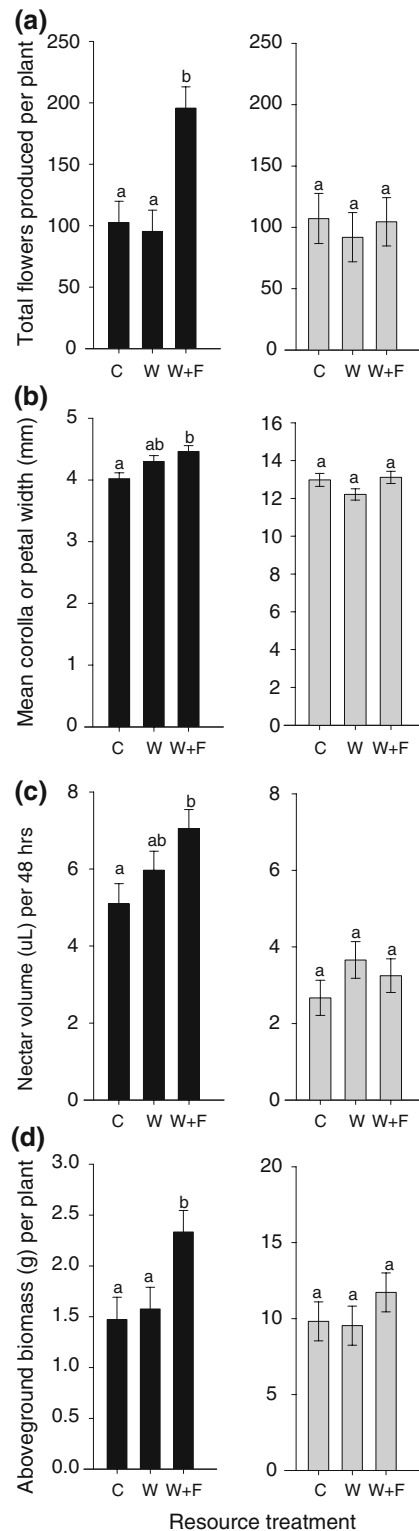 (a)
Total flowers produced per plant
250
200
150
100
50
0
a
a
b
C W W+F
250
200
150
100
50
0
a
a
a
C W W+F
(b)
Mean corolla or petal width (mm)
5
4
3
2
1
0
a
ab
b
C W W+F
16
14
12
10
8
6
4
2
0
a
a
a
C W W+F
(c)
Nectar volume (uL) per 48 hrs
8
6
4
2
0
a
ab
b
C W W+F
8
6
4
2
0
a
a
a
C W W+F
(d)
Aboveground biomass (g) per plant
3.0
2.5
2.0
1.5
1.0
0.5
0.0
a
a
b
C W W+F
20
15
10
5
0
a
a
a
C W W+F
Resource treatment